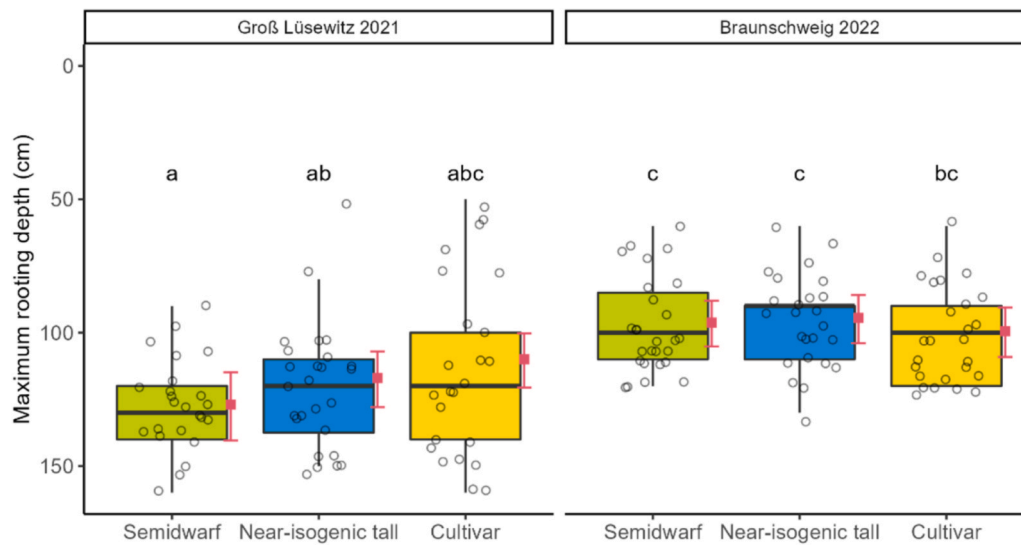 Groß Lüsewitz 2021
Braunschweig 2022
Maximum rooting depth (cm)
0
50
100
150
a
ab
abc
c
c
bc
Semidwarf
Near-isogenic tall
Cultivar
Semidwarf
Near-isogenic tall
Cultivar